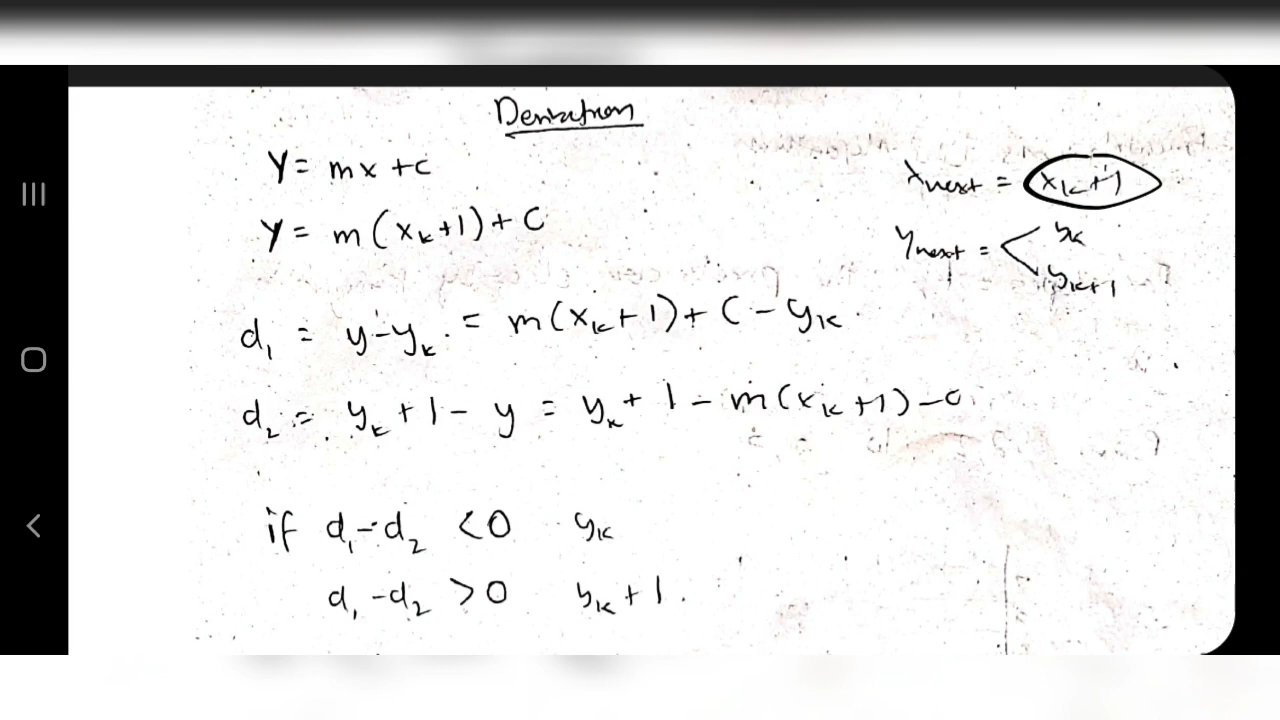 Derivation
Y = mx + c
Y = m(xₖ+1) + C
xnext = xₖ+1
ynext = < yₖ
yₖ+1
d₁ = y - yₖ = m(xₖ+1) + C - yₖ.
d₂ = yₖ + 1 - y = yₖ + 1 - m(xₖ+1) - c.
if d₁ - d₂ < 0 yₖ
d₁ - d₂ > 0 yₖ + 1.